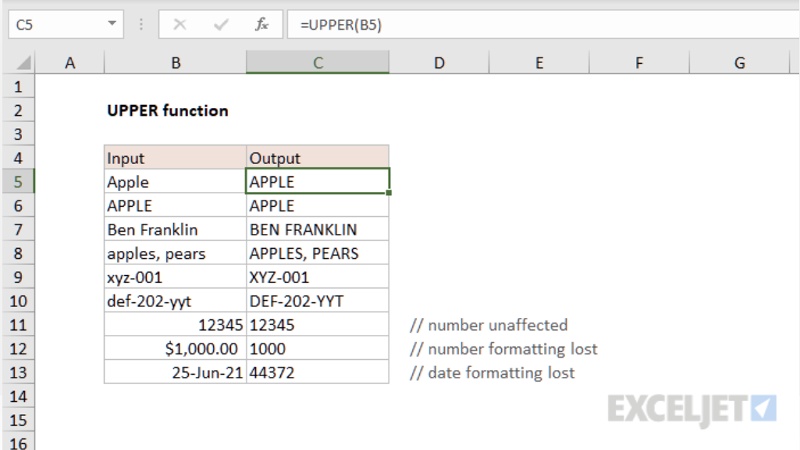 C5 fx =UPPER(B5)
A B C D E F G
1
2 UPPER function
3
4 Input Output
5 Apple APPLE
6 APPLE APPLE
7 Ben Franklin BEN FRANKLIN
8 apples, pears APPLES, PEARS
9 xyz-001 XYZ-001
10 def-202-yyt DEF-202-YYT
11 12345 12345 // number unaffected
12 $1,000.00 1000 // number formatting lost
13 25-Jun-21 44372 // date formatting lost
14
15
16
EXCELJET